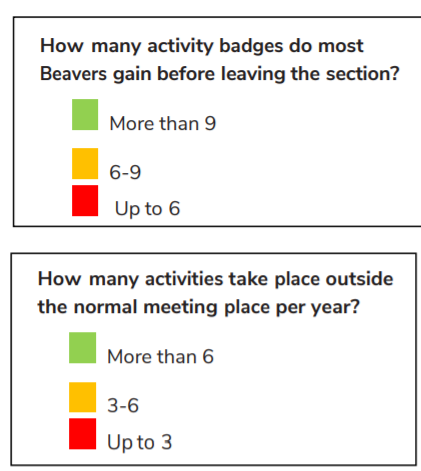 How many activity badges do most
Beavers gain before leaving the section?
More than 9
6-9
Up to 6
How many activities take place outside
the normal meeting place per year?
More than 6
3-6
Up to 3